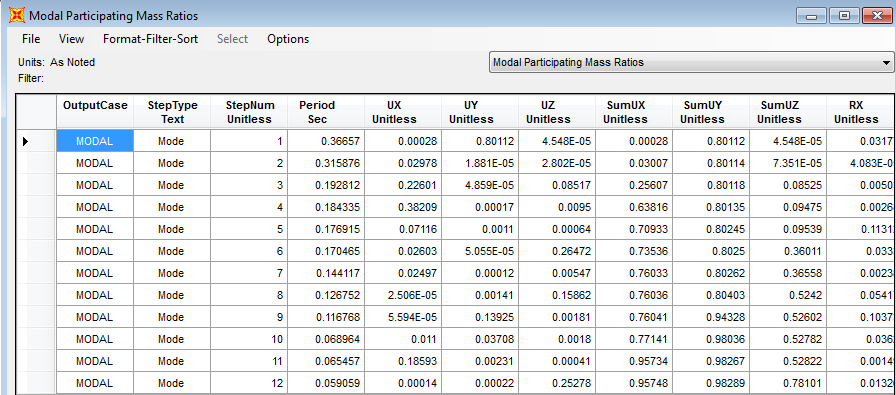 Modal Participating Mass Ratios
File View Format-Filter-Sort Select Options
Units: As Noted
Modal Participating Mass Ratios
Filter:
OutputCase StepType StepNum Period UX UY UZ SumUX SumUY SumUZ RX
Text Unitless Sec Unitless Unitless Unitless Unitless Unitless Unitless Unitless
MODAL Mode 1 0.36657 0.00028 0.80112 4.548E-05 0.00028 0.80112 4.548E-05 0.0317
MODAL Mode 2 0.315876 0.02978 1.881E-05 2.802E-05 0.03007 0.80114 7.351E-05 4.083E-0
MODAL Mode 3 0.192812 0.22601 4.859E-05 0.08517 0.25607 0.80118 0.08525 0.0050
MODAL Mode 4 0.184335 0.38209 0.00017 0.0095 0.63816 0.80135 0.09475 0.0026
MODAL Mode 5 0.176915 0.07116 0.0011 0.00064 0.70933 0.80245 0.09539 0.1131
MODAL Mode 6 0.170465 0.02603 5.055E-05 0.26472 0.73536 0.8025 0.36011 0.033
MODAL Mode 7 0.144117 0.02497 0.00012 0.00547 0.76033 0.80262 0.36558 0.0023
MODAL Mode 8 0.126752 2.506E-05 0.00141 0.15862 0.76036 0.80403 0.5242 0.0541
MODAL Mode 9 0.116768 5.594E-05 0.13925 0.00181 0.76041 0.94328 0.52602 0.1037
MODAL Mode 10 0.068964 0.011 0.03708 0.0018 0.77141 0.98036 0.52782 0.036
MODAL Mode 11 0.065457 0.18593 0.00231 0.00041 0.95734 0.98267 0.52822 0.0014
MODAL Mode 12 0.059059 0.00014 0.00022 0.25278 0.95748 0.98289 0.78101 0.0132